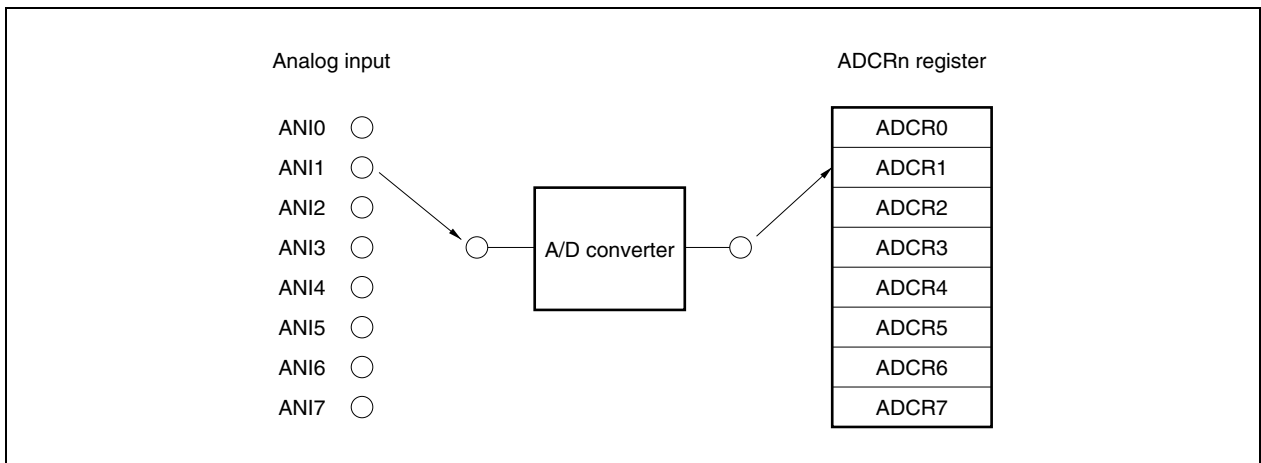 Analog input
ADCRn register
ANI0
ANI1
ANI2
ANI3
ANI4
ANI5
ANI6
ANI7
A/D converter
ADCR0
ADCR1
ADCR2
ADCR3
ADCR4
ADCR5
ADCR6
ADCR7